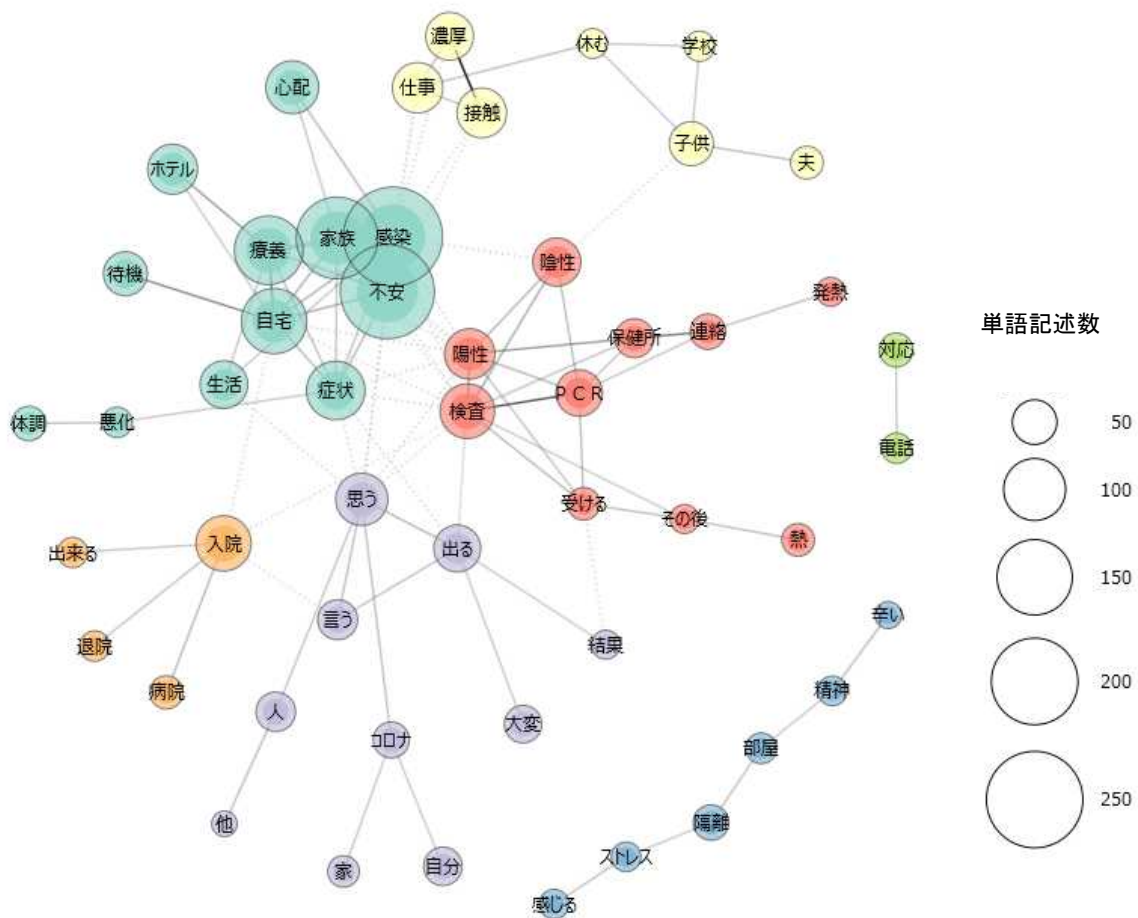 濃厚
休む
学校
心配
仕事
接触
子供
夫
ホテル
療養
家族
感染
陰性
待機
不安
発熱
自宅
単語記述数
保健所
連絡
陽性
対応
生活
症状
検査
PCR
体調
悪化
50
電話
100
思う
受ける
その後
熱
入院
出る
出来る
150
言う
辛い
退院
結果
病院
精神
200
人
大変
コロナ
部屋
他
隔離
250
ストレス
家
自分
感じる